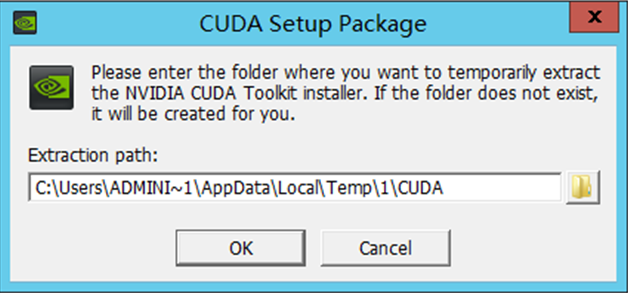 CUDA Setup Package
x
Please enter the folder where you want to temporarily extract
the NVIDIA CUDA Toolkit installer. If the folder does not exist,
it will be created for you.
Extraction path:
C:\Users\ADMINI~1\AppData\Local\Temp\1\CUDA
OK
Cancel